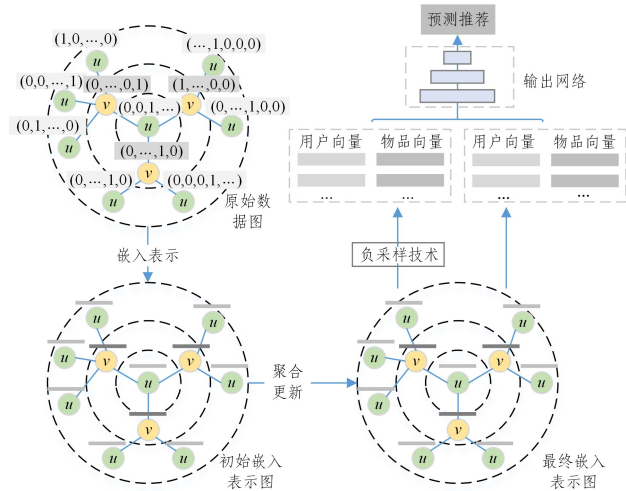 (1,0,…,0)
(…,1,0,0,0)
u
u
(0,0,…,1)
(0,…,0,1)
(1,…,0,0)
u
v
(0,0,1,…)
v
(0,…,1,0,0)
(0,1,…,0)
u
u
u
(0,…,1,0)
v
(0,…,1,0)
(0,0,0,1,…)
u
u
原始数
据图
嵌入表示
u
u
u
v
v
u
u
u
v
u
u
初始嵌入
表示图
聚合
更新
u
u
u
v
v
u
u
u
v
u
u
最终嵌入
表示图
负采样技术
用户向量
物品向量
…
…
用户向量
物品向量
…
…
输出网络
预测推荐